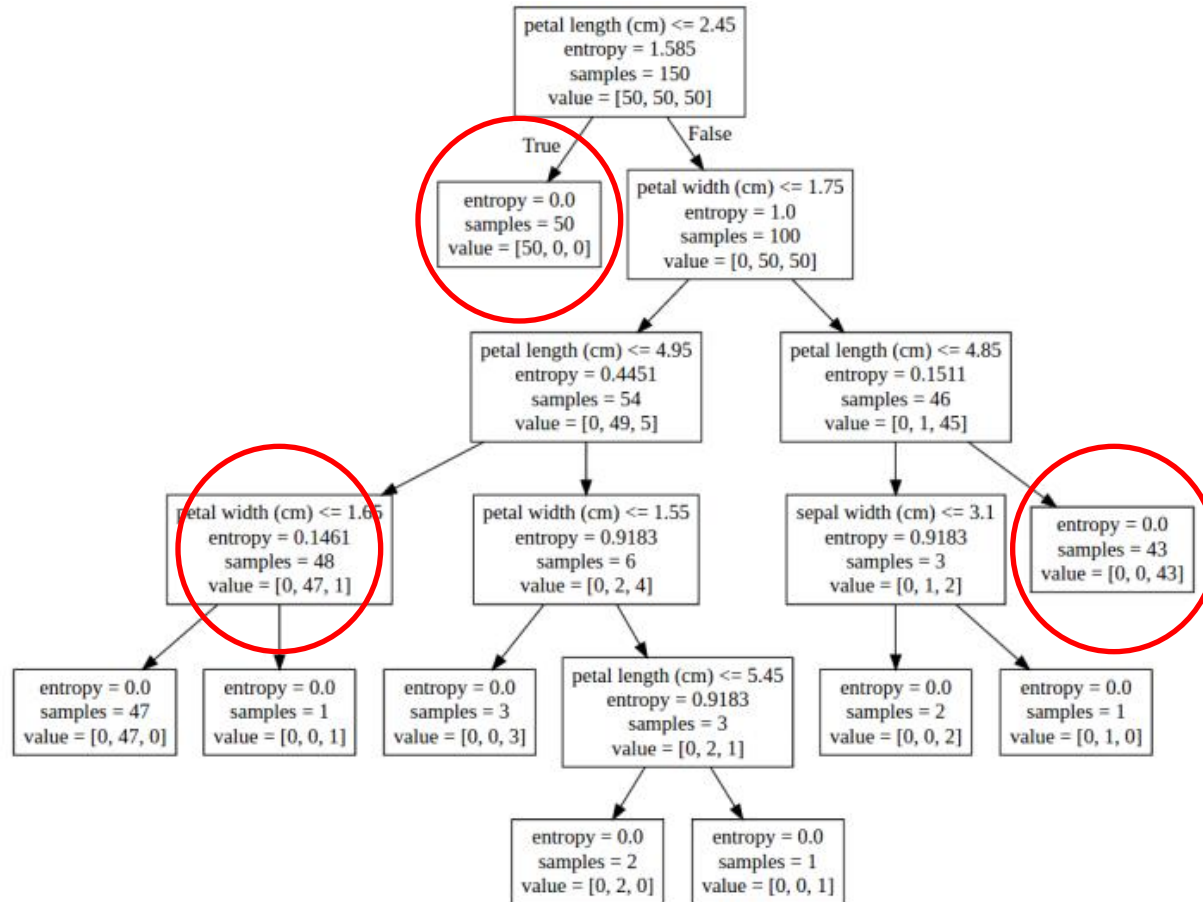 petal length (cm) <= 2.45
entropy = 1.585
samples = 150
value = [50, 50, 50]
True
False
entropy = 0.0
samples = 50
value = [50, 0, 0]
petal width (cm) <= 1.75
entropy = 1.0
samples = 100
value = [0, 50, 50]
petal length (cm) <= 4.95
entropy = 0.4451
samples = 54
value = [0, 49, 5]
petal length (cm) <= 4.85
entropy = 0.1511
samples = 46
value = [0, 1, 45]
petal width (cm) <= 1.65
entropy = 0.1461
samples = 48
value = [0, 47, 1]
petal width (cm) <= 1.55
entropy = 0.9183
samples = 6
value = [0, 2, 4]
sepal width (cm) <= 3.1
entropy = 0.9183
samples = 3
value = [0, 1, 2]
entropy = 0.0
samples = 43
value = [0, 0, 43]
entropy = 0.0
samples = 47
value = [0, 47, 0]
entropy = 0.0
samples = 1
value = [0, 0, 1]
entropy = 0.0
samples = 3
value = [0, 0, 3]
petal length (cm) <= 5.45
entropy = 0.9183
samples = 3
value = [0, 2, 1]
entropy = 0.0
samples = 2
value = [0, 0, 2]
entropy = 0.0
samples = 1
value = [0, 1, 0]
entropy = 0.0
samples = 2
value = [0, 2, 0]
entropy = 0.0
samples = 1
value = [0, 0, 1]